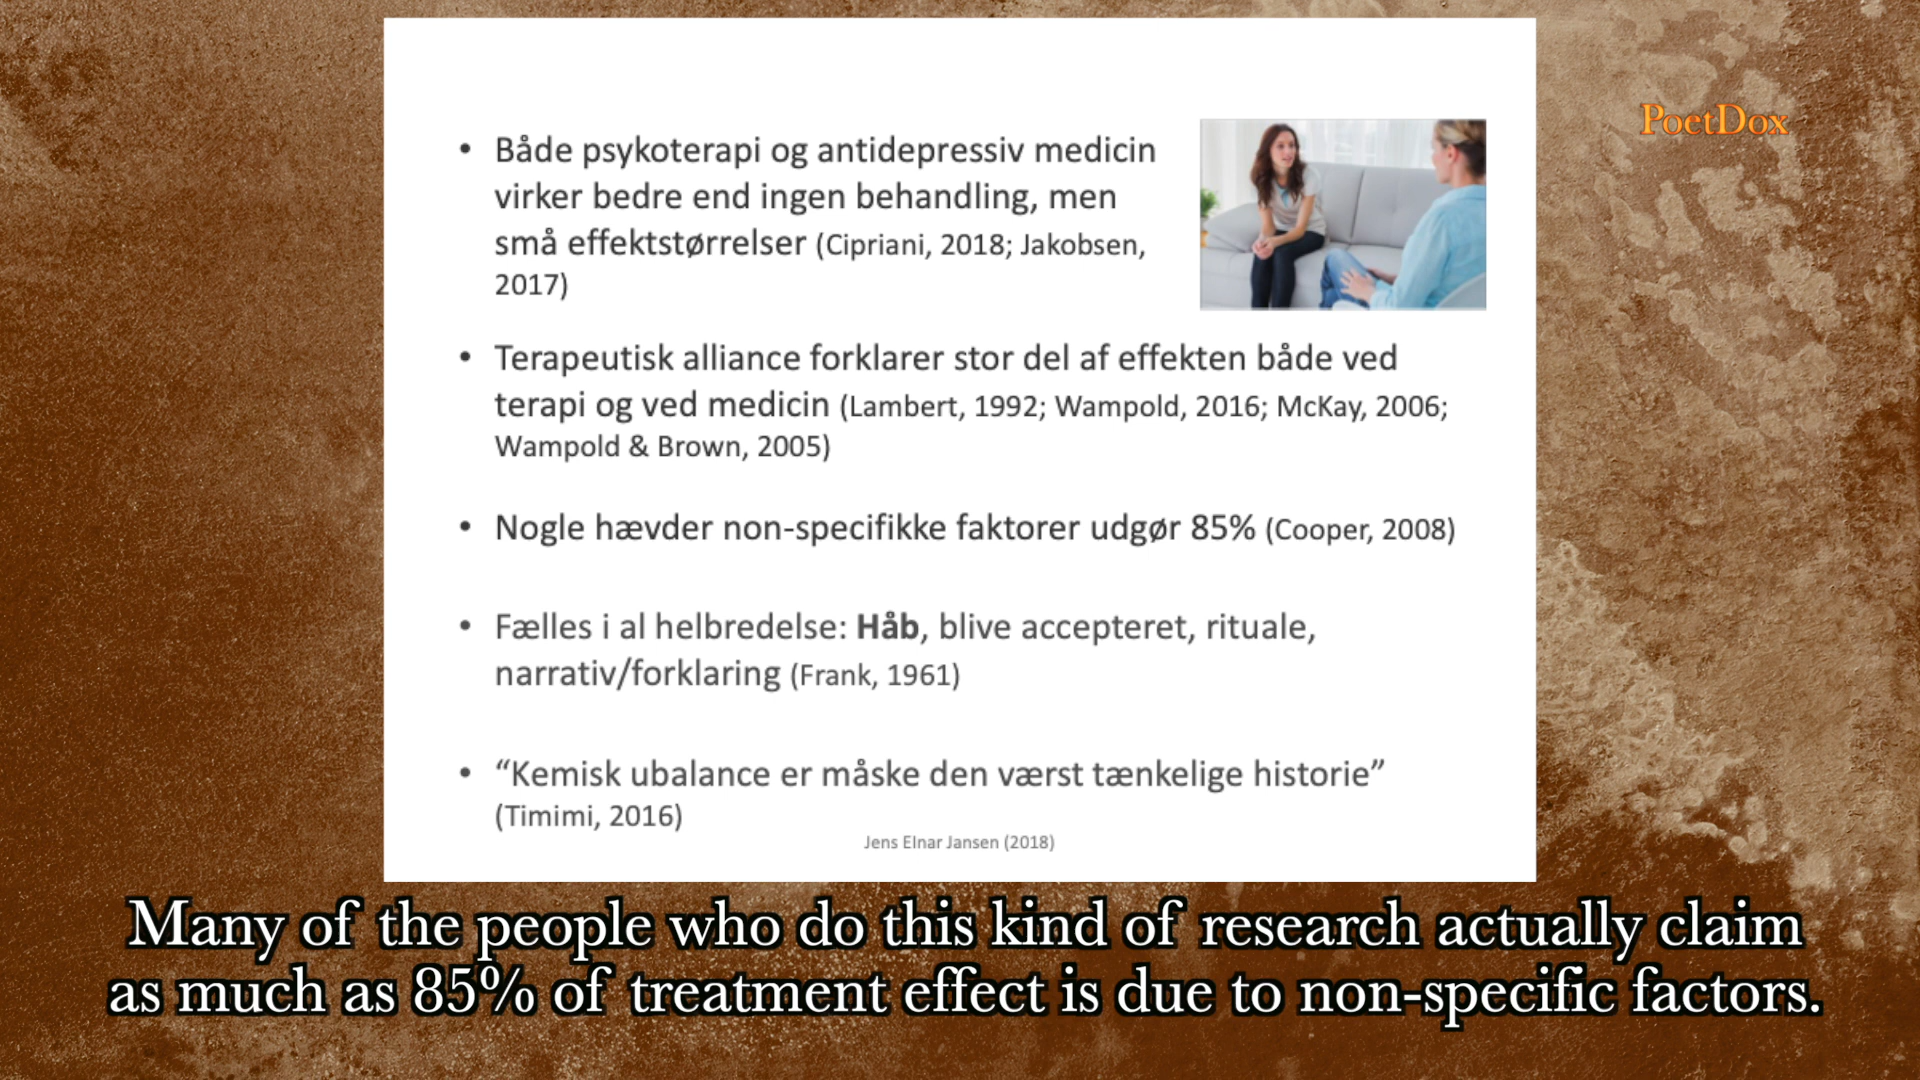 PoetDox
• Både psykoterapi og antidepressiv medicin
virker bedre end ingen behandling, men
små effektstørrelser (Cipriani, 2018; Jakobsen,
2017)
• Terapeutisk alliance forklarer stor del af effekten både ved
terapi og ved medicin (Lambert, 1992; Wampold, 2016; McKay, 2006;
Wampold & Brown, 2005)
• Nogle hævder non-specifikke faktorer udgør 85% (Cooper, 2008)
• Fælles i al helbredelse: Håb, blive accepteret, rituale,
narrativ/forklaring (Frank, 1961)
• “Kemisk ubalance er måske den værst tænkelige historie”
(Timimi, 2016)
Jens EInar Jansen (2018)
Many of the people who do this kind of research actually claim
as much as 85% of treatment effect is due to non-specific factors.